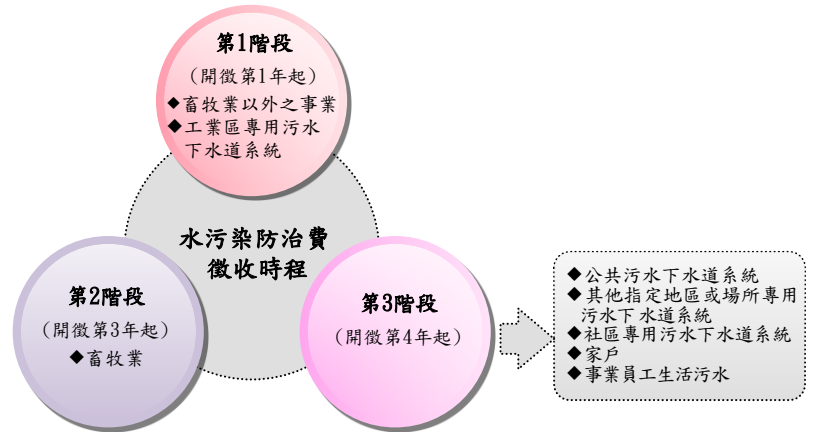 第1階段
（開徵第1年起）
◆畜牧業以外之事業
◆工業區專用污水
下水道系統
水污染防治費
徵收時程
第2階段
（開徵第3年起）
◆畜牧業
第3階段
（開徵第4年起）
◆公共污水下水道系統
◆其他指定地區或場所專用
污水下水道系統
◆社區專用污水下水道系統
◆家戶
◆事業員工生活污水